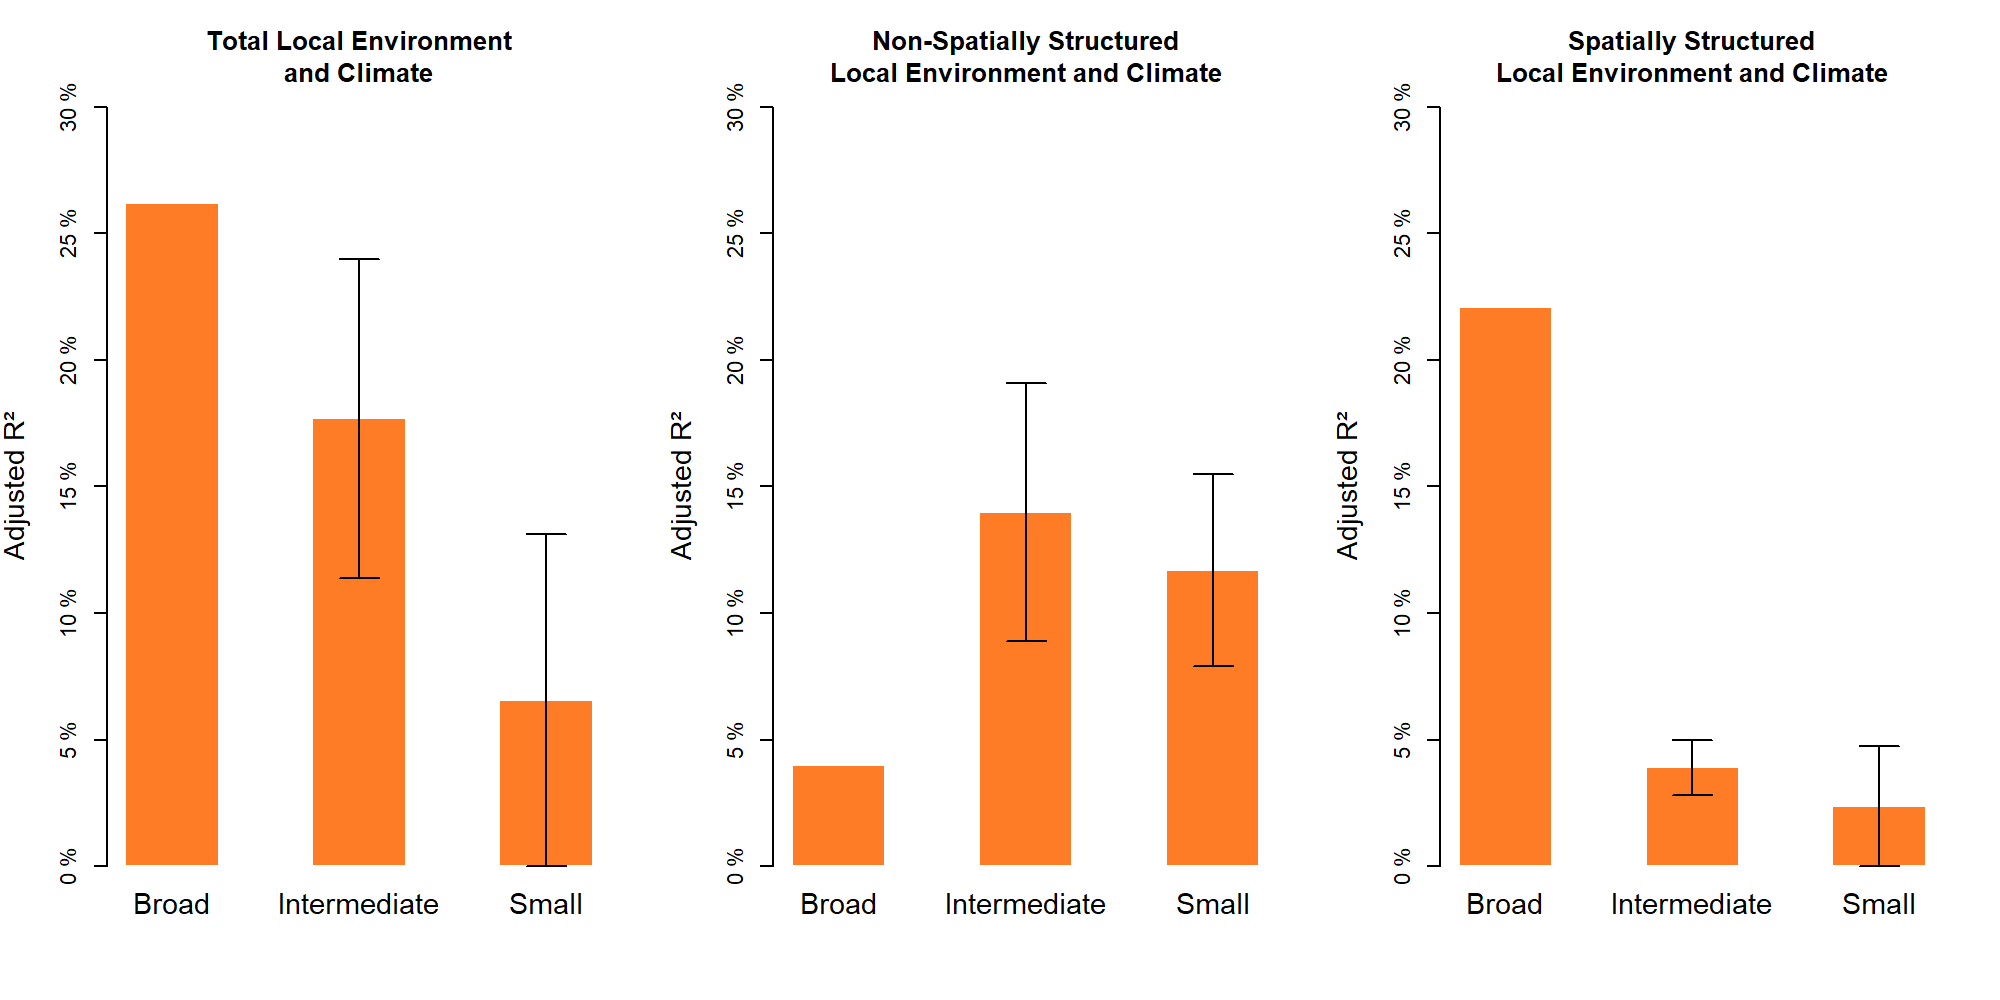 Total Local Environment
and Climate
Adjusted R²
30 %
25 %
20 %
15 %
10 %
5 %
0 %
Broad
Intermediate
Small
Non-Spatially Structured
Local Environment and Climate
Adjusted R²
30 %
25 %
20 %
15 %
10 %
5 %
0 %
Broad
Intermediate
Small
Spatially Structured
Local Environment and Climate
Adjusted R²
30 %
25 %
20 %
15 %
10 %
5 %
0 %
Broad
Intermediate
Small